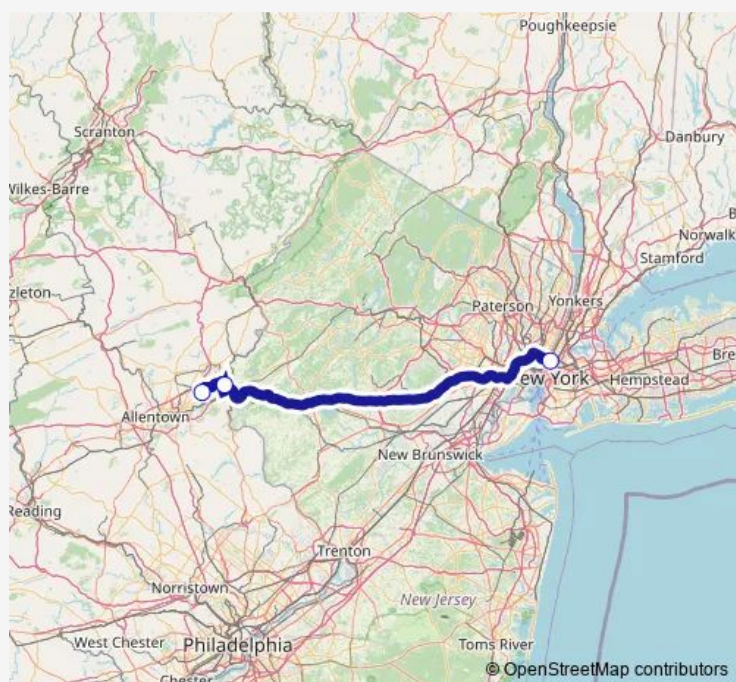 Poughkeepsie
Scranton
Danbury
Wilkes-Barre
Norwalk
Stamford
zleton
Paterson
Yonkers
Bre
ew York
Hempstead
Allentown
New Brunswick
Reading
Trenton
Norristown
New Jersey
West Chester
Philadelphia
Toms River
Chester
© OpenStreetMap contributors